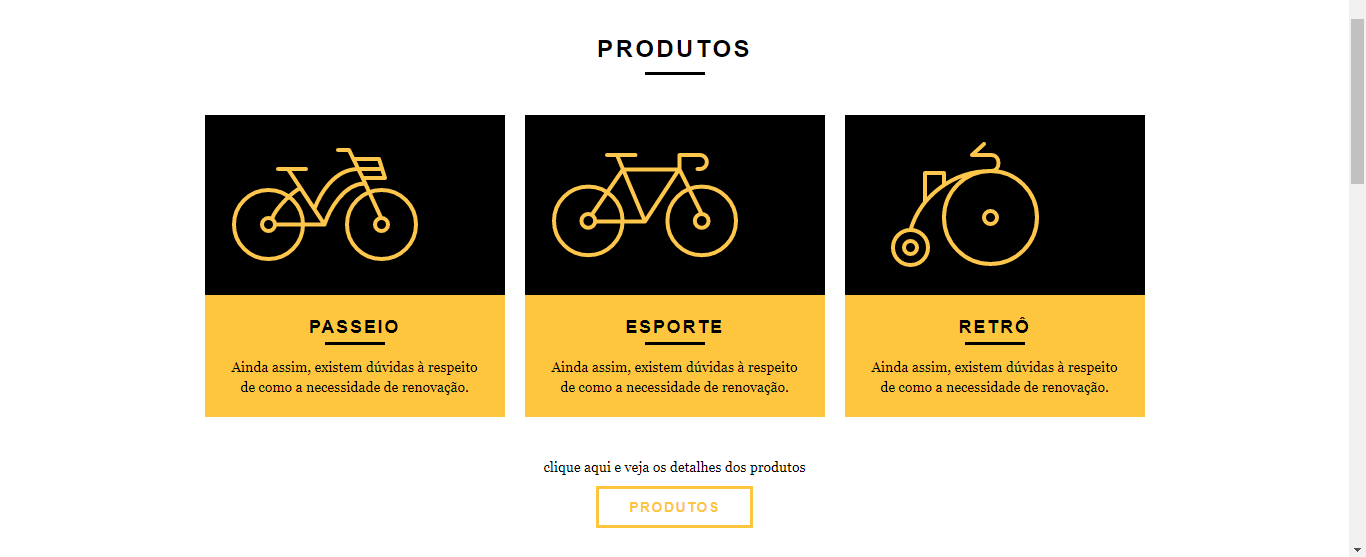 PRODUTOS
PASSEIO
Ainda assim, existem dúvidas à respeito
de como a necessidade de renovação.
ESPORTE
Ainda assim, existem dúvidas à respeito
de como a necessidade de renovação.
RETRÔ
Ainda assim, existem dúvidas à respeito
de como a necessidade de renovação.
clique aqui e veja os detalhes dos produtos
PRODUTOS